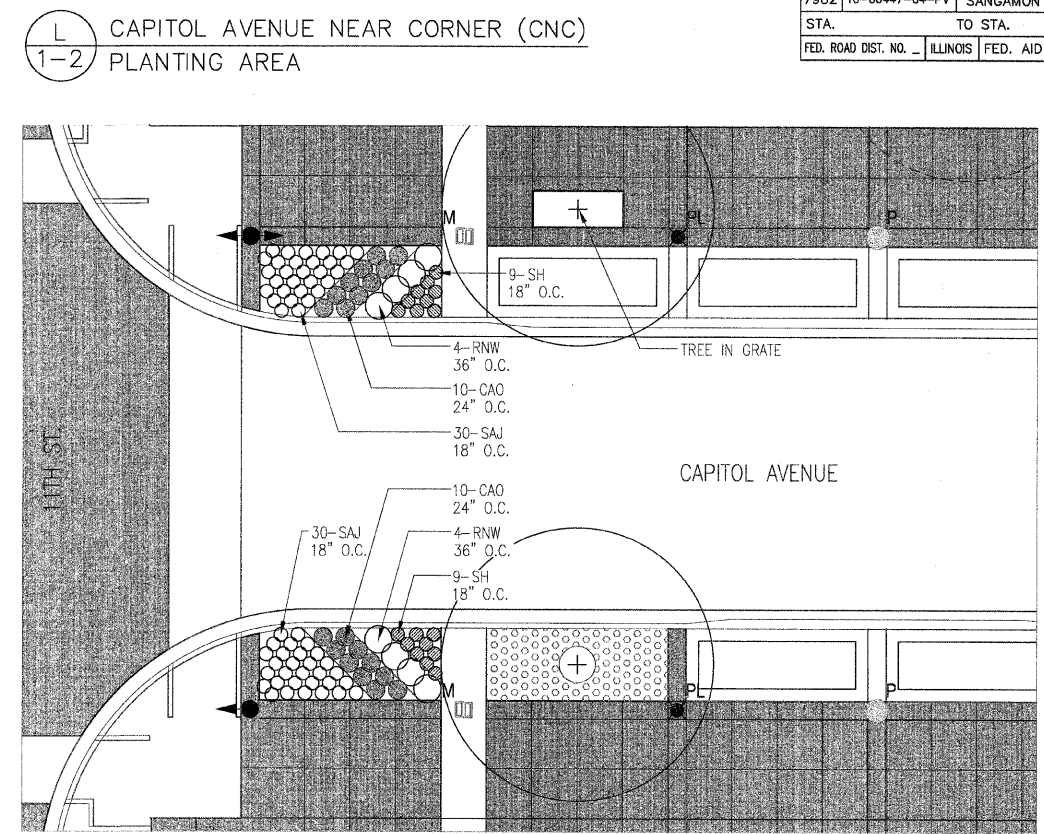 L
1-2
CAPITOL AVENUE NEAR CORNER (CNC)
PLANTING AREA
SANGAMON
STA. TO STA.
FED. ROAD DIST. NO. _ ILLINOIS FED. AID
M
PL
P
9-SH
18" O.C.
4-RNW
36" O.C.
TREE IN GRATE
10-CAO
24" O.C.
30-SAJ
18" O.C.
11TH ST.
CAPITOL AVENUE
10-CAO
24" O.C.
30-SAJ
18" O.C.
4-RNW
36" O.C.
9-SH
18" O.C.
M
PL
P